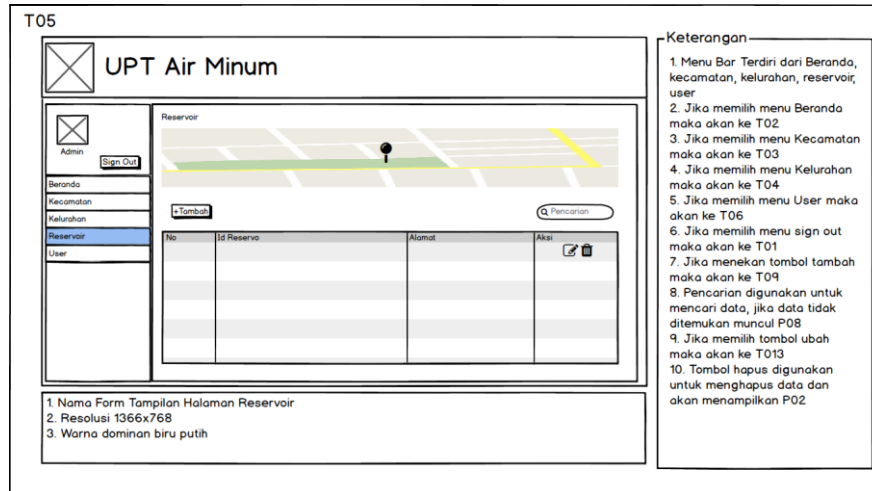 T05
UPT Air Minum
Admin
Sign Out
Beranda
Kecamatan
Kelurahan
Reservoir
User
Reservoir
+Tambah
Pencarian
No Id Reservo Alamat Aksi
1. Nama Form Tampilan Halaman Reservoir
2. Resolusi 1366x768
3. Warna dominan biru putih
Keterangan
1. Menu Bar Terdiri dari Beranda,
kecamatan, kelurahan, reservoir,
user
2. Jika memilih menu Beranda
maka akan ke T02
3. Jika memilih menu Kecamatan
maka akan ke T03
4. Jika memilih menu Kelurahan
maka akan ke T04
5. Jika memilih menu User maka
akan ke T06
6. Jika memilih menu sign out
maka akan ke T01
7. Jika menekan tombol tambah
maka akan ke T09
8. Pencarian digunakan untuk
mencari data, jika data tidak
ditemukan muncul P08
9. Jika memilih tombol ubah
maka akan ke T013
10. Tombol hapus digunakan
untuk menghapus data dan
akan menampilkan P02